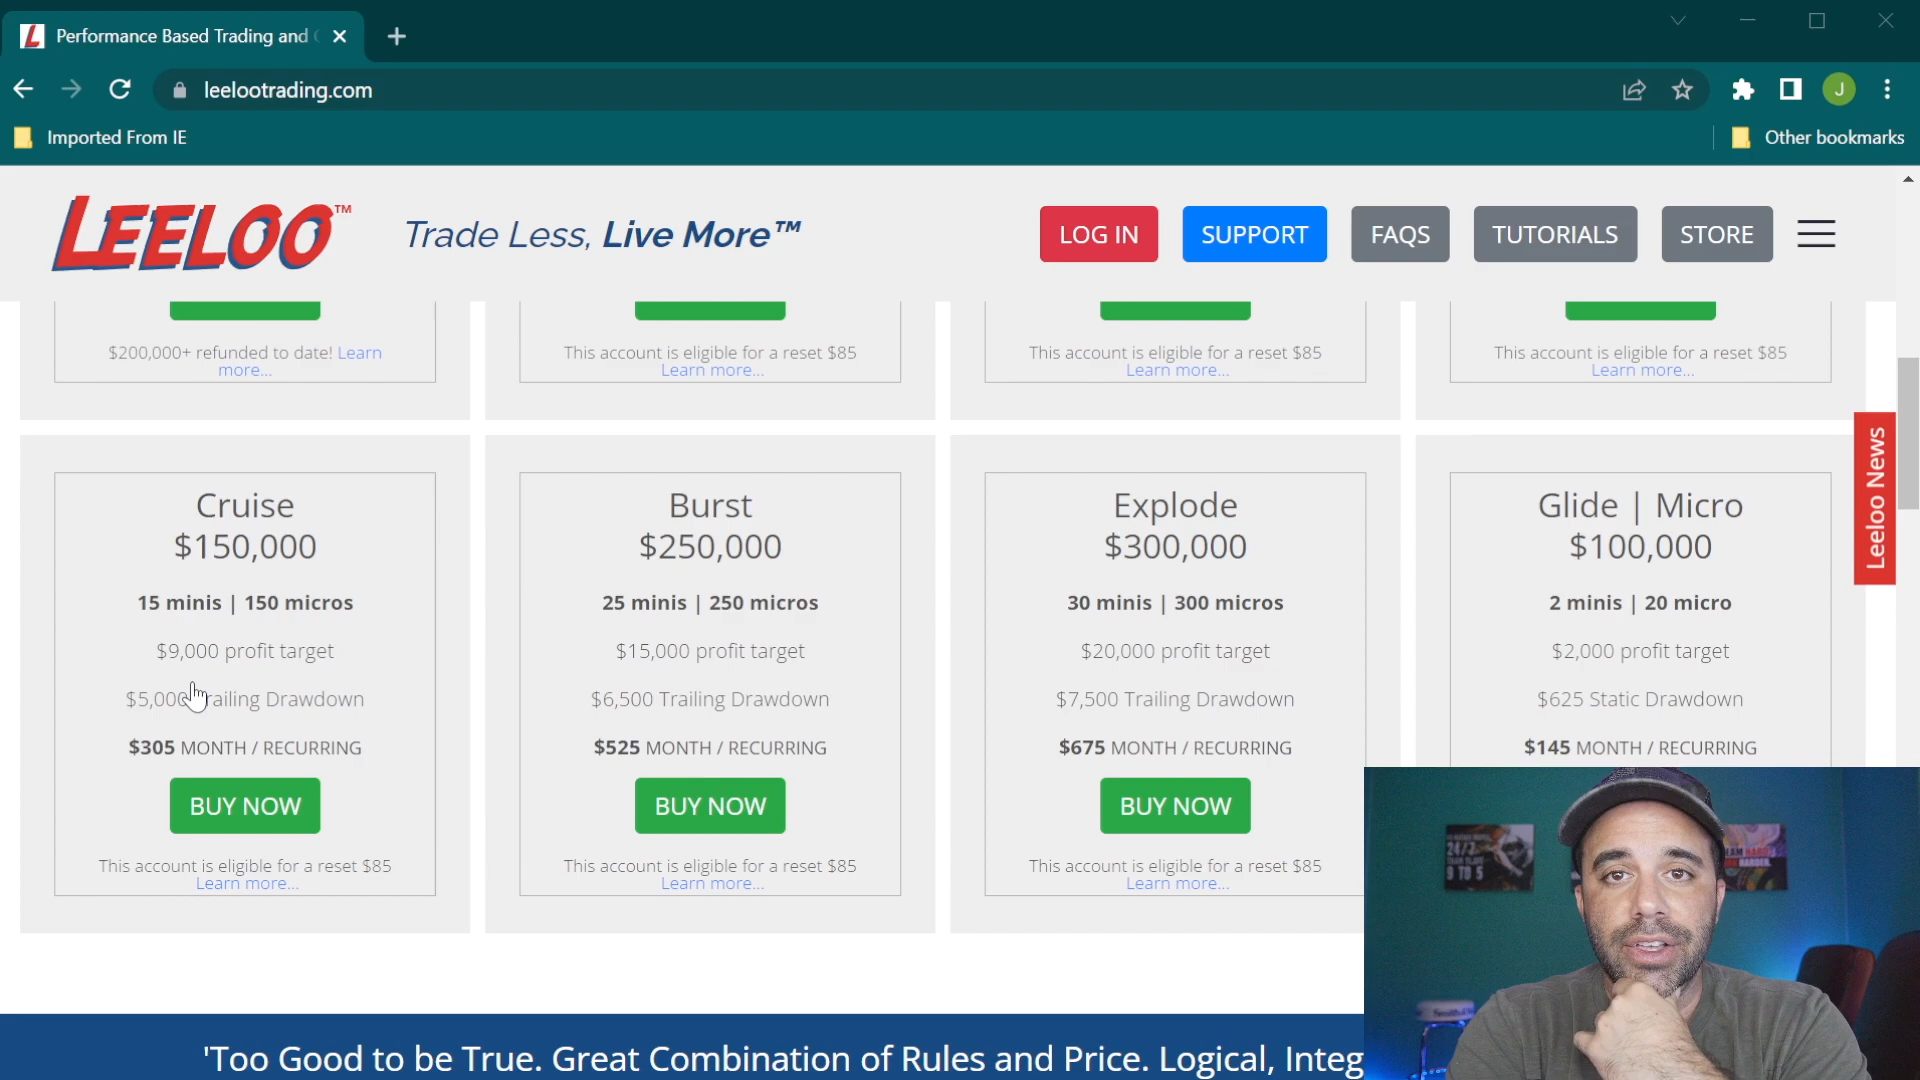 Performance Based Trading and
leelootrading.com
J
Imported From IE
Other bookmarks
LEELOO™
Trade Less, Live More™
LOG IN
SUPPORT
FAQS
TUTORIALS
STORE
$200,000+ refunded to date! Learn
more...
This account is eligible for a reset $85
Learn more...
This account is eligible for a reset $85
Learn more...
This account is eligible for a reset $85
Learn more...
Leeloo News
Cruise
$150,000
15 minis | 150 micros
$9,000 profit target
$5,000 Trailing Drawdown
$305 MONTH / RECURRING
BUY NOW
This account is eligible for a reset $85
Learn more...
Burst
$250,000
25 minis | 250 micros
$15,000 profit target
$6,500 Trailing Drawdown
$525 MONTH / RECURRING
BUY NOW
This account is eligible for a reset $85
Learn more...
Explode
$300,000
30 minis | 300 micros
$20,000 profit target
$7,500 Trailing Drawdown
$675 MONTH / RECURRING
BUY NOW
This account is eligible for a reset $85
Learn more...
Glide | Micro
$100,000
2 minis | 20 micro
$2,000 profit target
$625 Static Drawdown
$145 MONTH / RECURRING
24/7
9 TO 5
HARDER.
'Too Good to be True. Great Combination of Rules and Price. Logical, Integ